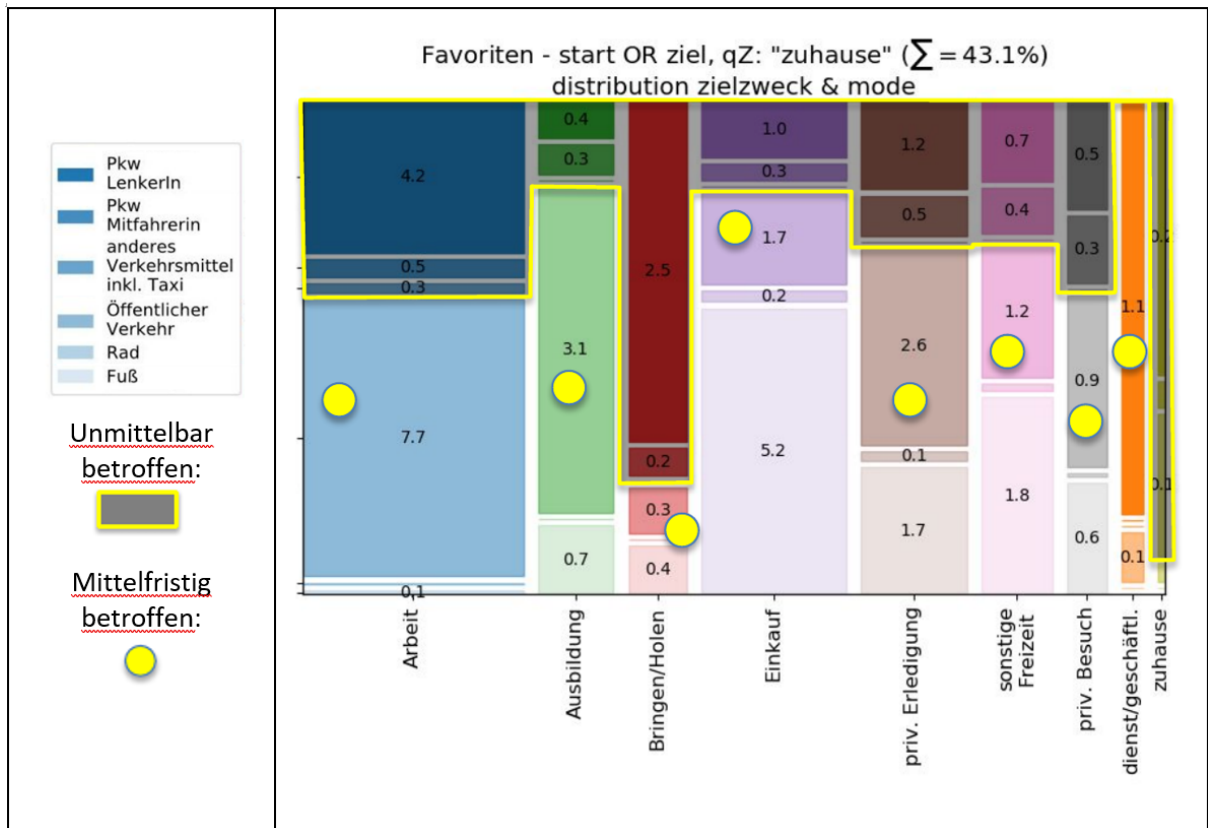 Favoriten - start OR ziel, qZ: "zuhause" (∑ = 43.1%)
distribution zielzweck & mode
Pkw
LenkerIn
Pkw
Mitfahrerin
anderes
Verkehrsmittel
inkl. Taxi
Öffentlicher
Verkehr
Rad
Fuß
Unmittelbar
betroffen:
Mittelfristig
betroffen:
4.2
0.5
0.3
7.7
0.1
0.4
0.3
3.1
0.7
2.5
0.2
0.3
0.4
1.0
0.3
1.7
0.2
5.2
1.2
0.5
2.6
0.1
1.7
0.7
0.4
1.2
1.8
0.5
0.3
0.9
0.6
1.1
0.1
0.2
0.1
Arbeit
Ausbildung
Bringen/Holen
Einkauf
priv. Erledigung
sonstige
Freizeit
priv. Besuch
dienst/geschäftl.
zuhause